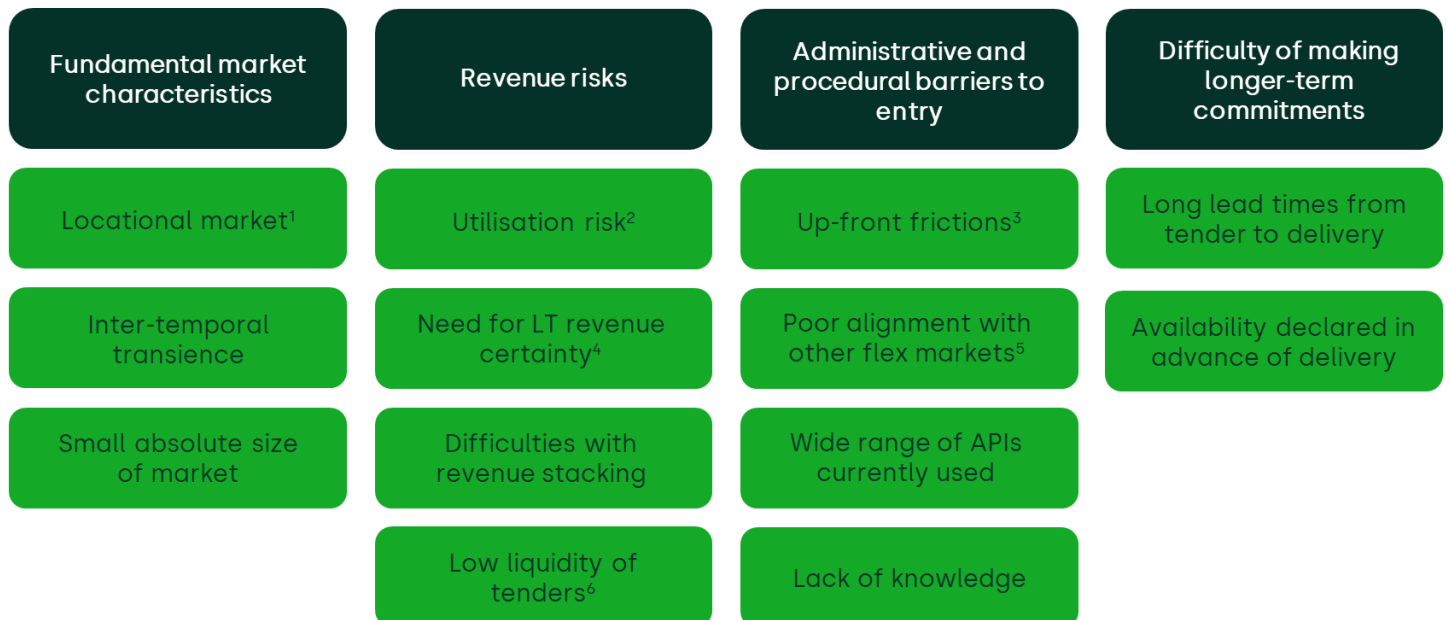 Fundamental market
characteristics
Locational market¹
Inter-temporal
transience
Small absolute size
of market
Revenue risks
Utilisation risk²
Need for LT revenue
certainty⁴
Difficulties with
revenue stacking
Low liquidity of
tenders⁶
Administrative and
procedural barriers to
entry
Up-front frictions³
Poor alignment with
other flex markets⁵
Wide range of APIs
currently used
Lack of knowledge
Difficulty of making
longer-term
commitments
Long lead times from
tender to delivery
Availability declared in
advance of delivery